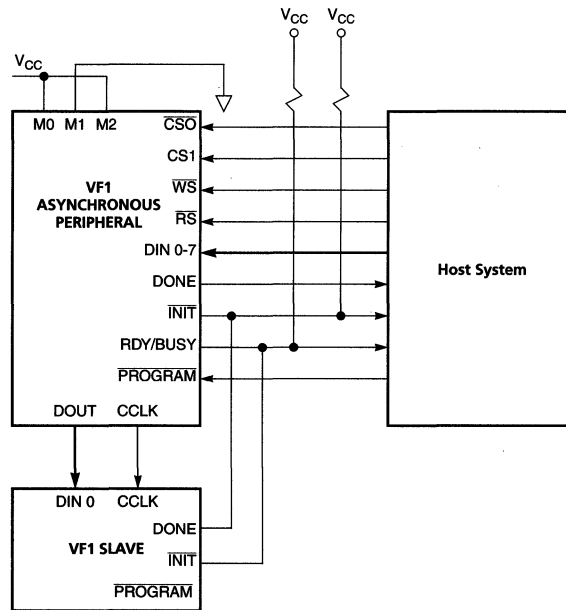 VCC VCC
VCC
M0 M1 M2
CSO
CS1
VF1
ASYNCHRONOUS
PERIPHERAL
WS
RS
DIN 0-7
Host System
DONE
INIT
RDY/BUSY
PROGRAM
DOUT CCLK
DIN 0 CCLK
DONE
VF1 SLAVE
INIT
PROGRAM